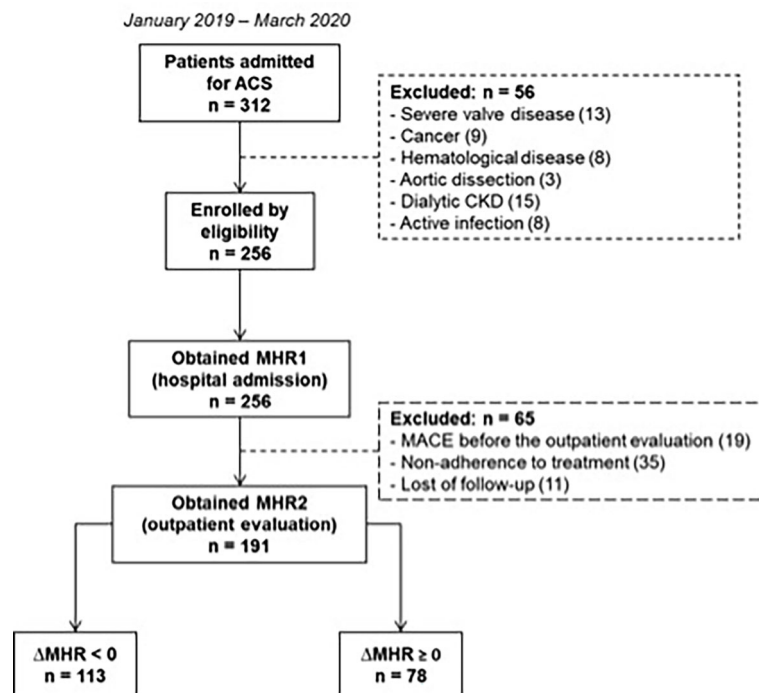 January 2019 – March 2020
Patients admitted
for ACS
n = 312
Excluded: n = 56
- Severe valve disease (13)
- Cancer (9)
- Hematological disease (8)
- Aortic dissection (3)
- Dialytic CKD (15)
- Active infection (8)
Enrolled by
eligibility
n = 256
Obtained MHR1
(hospital admission)
n = 256
Excluded: n = 65
- MACE before the outpatient evaluation (19)
- Non-adherence to treatment (35)
- Lost of follow-up (11)
Obtained MHR2
(outpatient evaluation)
n = 191
∆MHR < 0
n = 113
∆MHR ≥ 0
n = 78